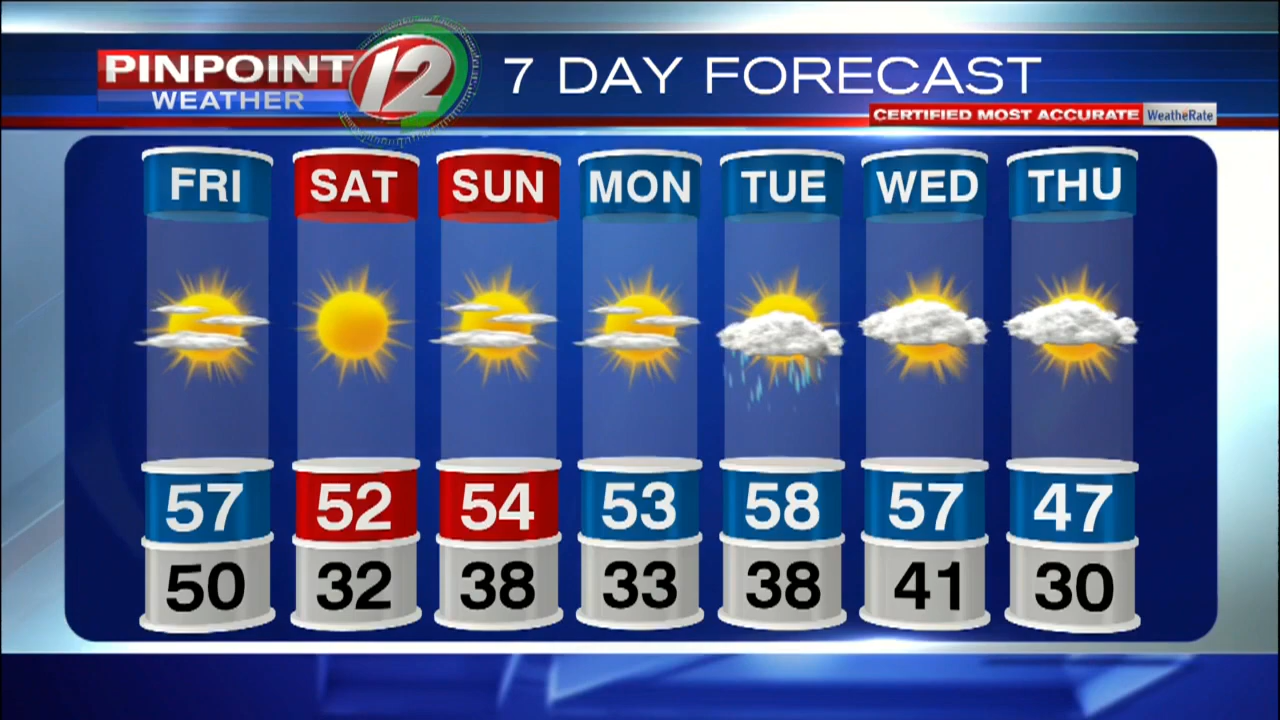 PINPOINT 12
WEATHER
7 DAY FORECAST
CERTIFIED MOST ACCURATE WeatheRate
FRI SAT SUN MON TUE WED THU
57 52 54 53 58 57 47
50 32 38 33 38 41 30